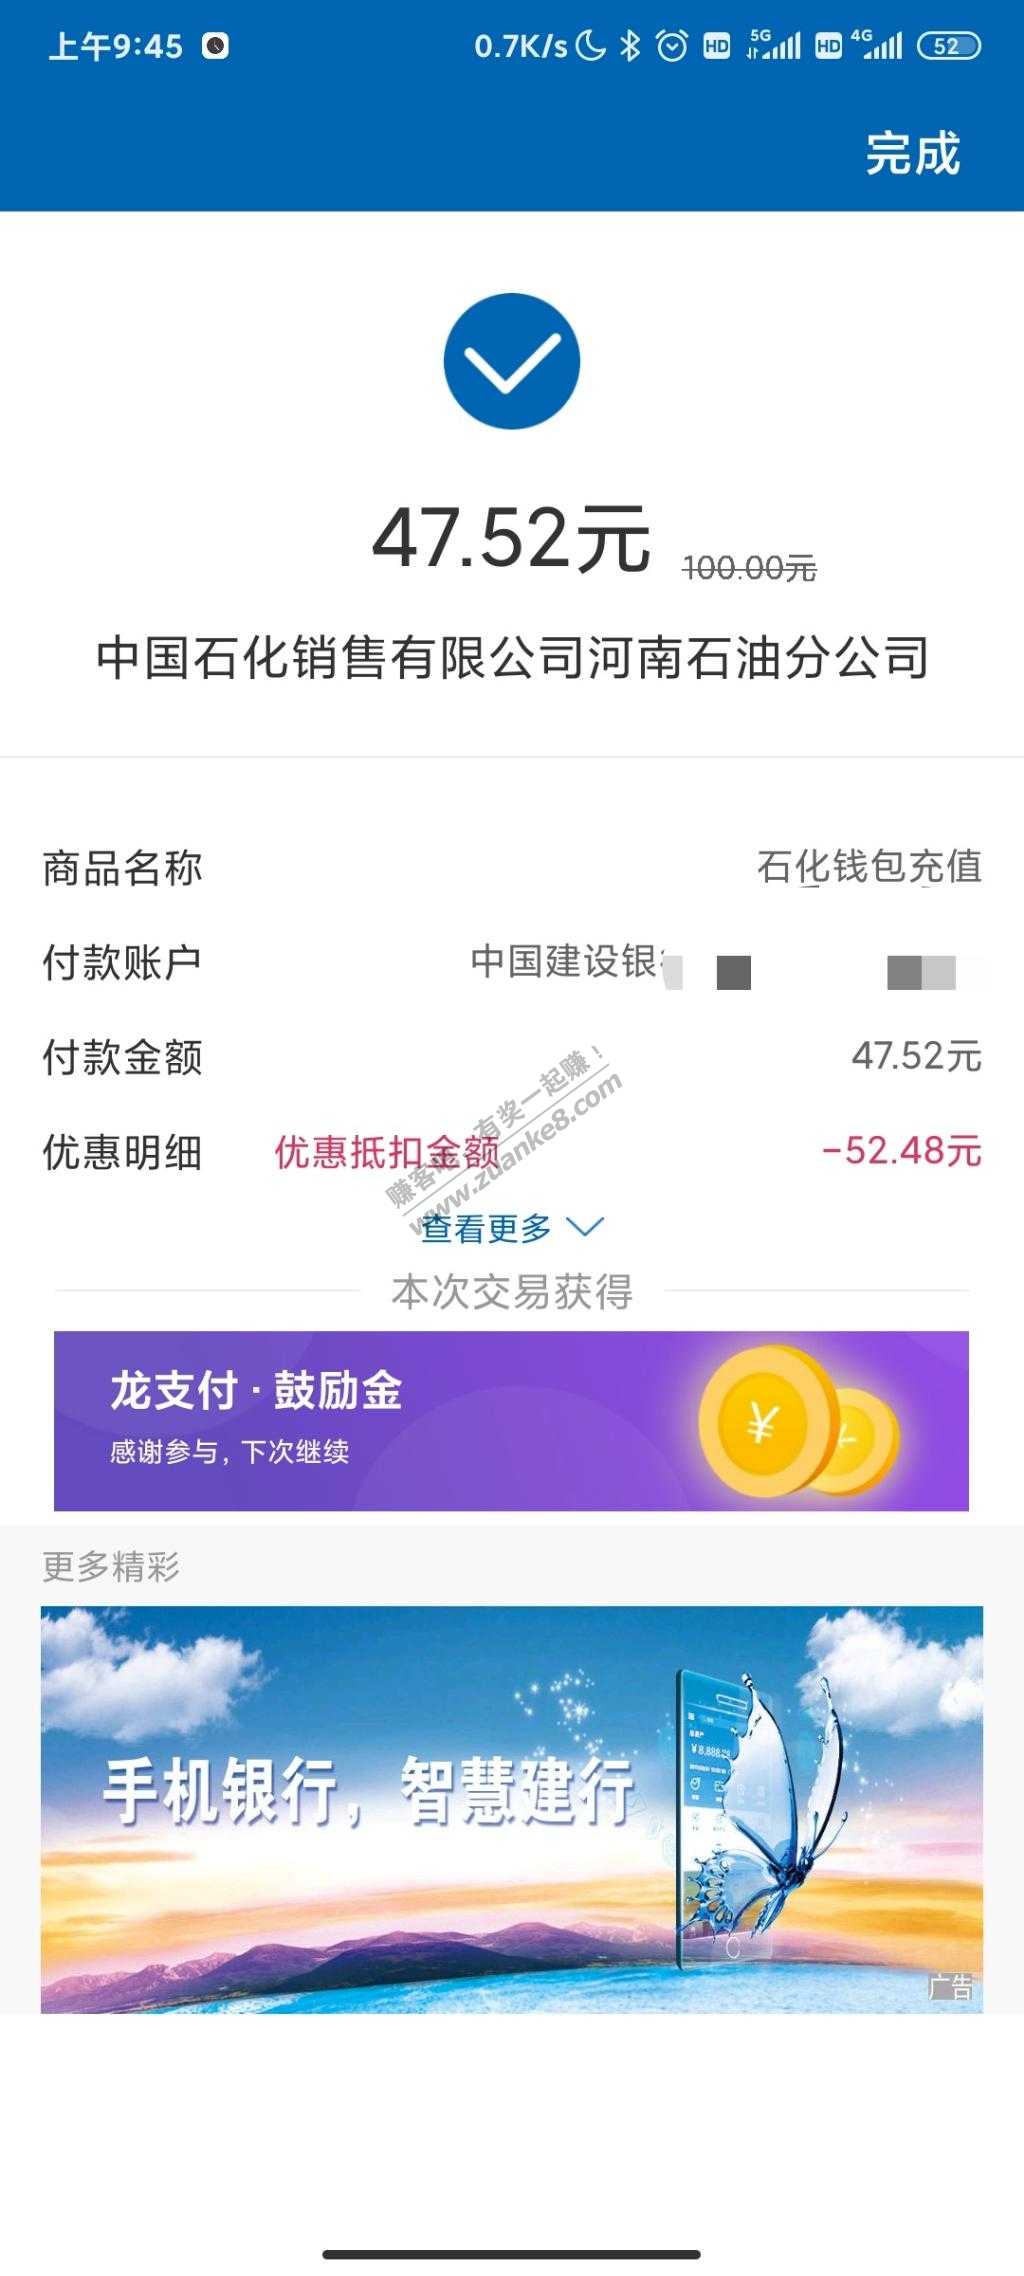 上午9:45
0.7K/s HD 5G HD 4G 52
完成
47.52元 100.00元
中国石化销售有限公司河南石油分公司
商品名称 石化钱包充值
付款账户 中国建设银
付款金额 47.52元
优惠明细 优惠抵扣金额 -52.48元
赚客吧，有奖一起赚！
www.zuanke8.com
查看更多
本次交易获得
龙支付·鼓励金
感谢参与，下次继续
更多精彩
手机银行，智慧建行
广告